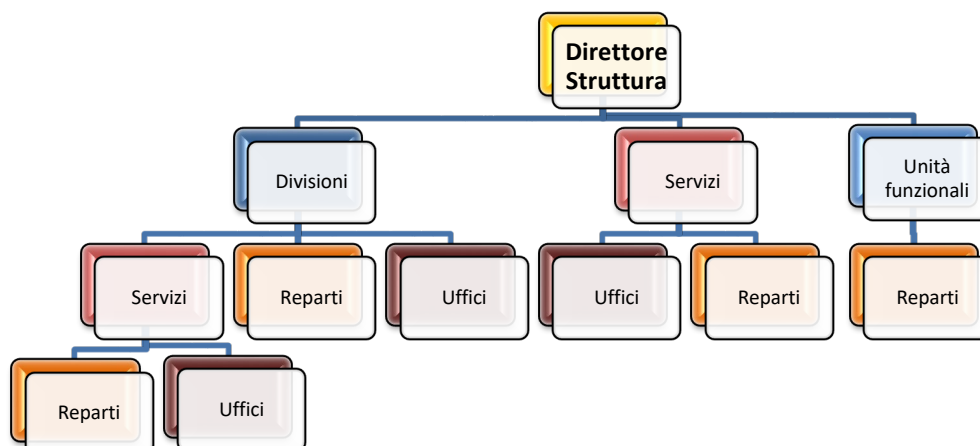 Direttore
Struttura
Divisioni
Servizi
Unità
funzionali
Servizi
Reparti
Uffici
Uffici
Reparti
Reparti
Reparti
Uffici